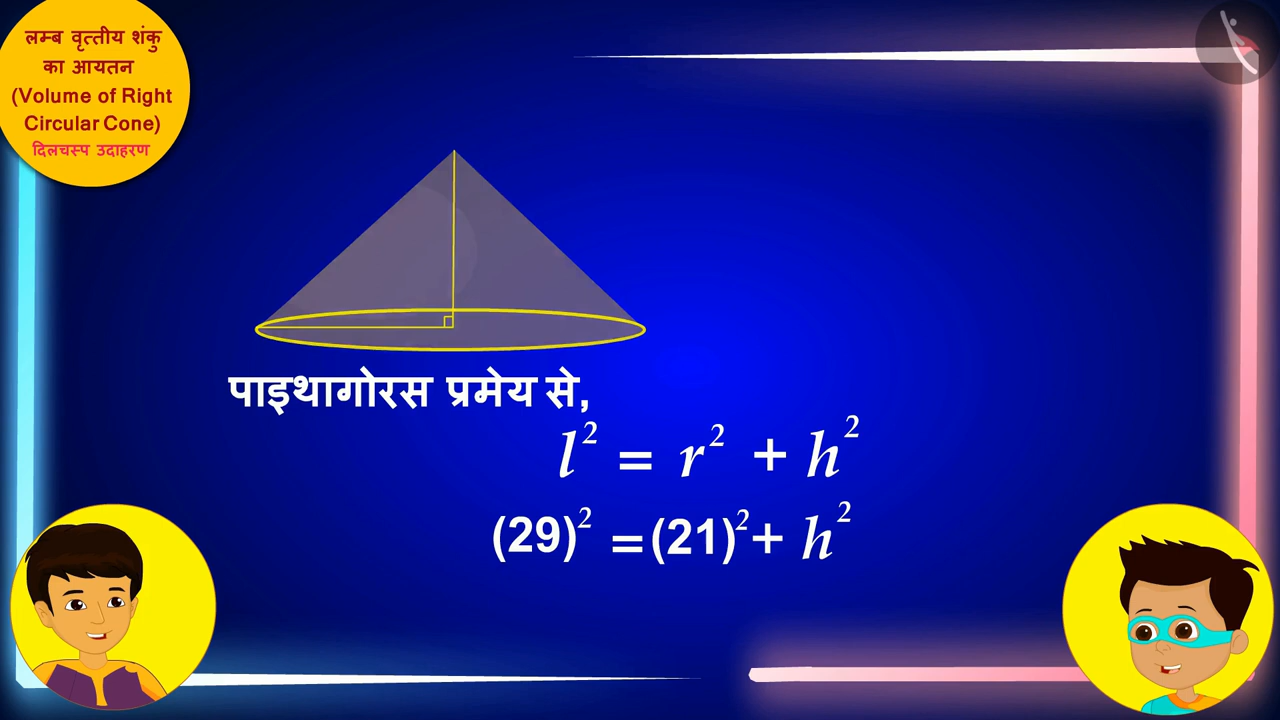 लम्ब वृत्तीय शंकु
का आयतन
(Volume of Right
Circular Cone)
दिलचस्प उदाहरण
पाइथागोरस प्रमेय से,
l² = r² + h²
(29)² = (21)² + h²